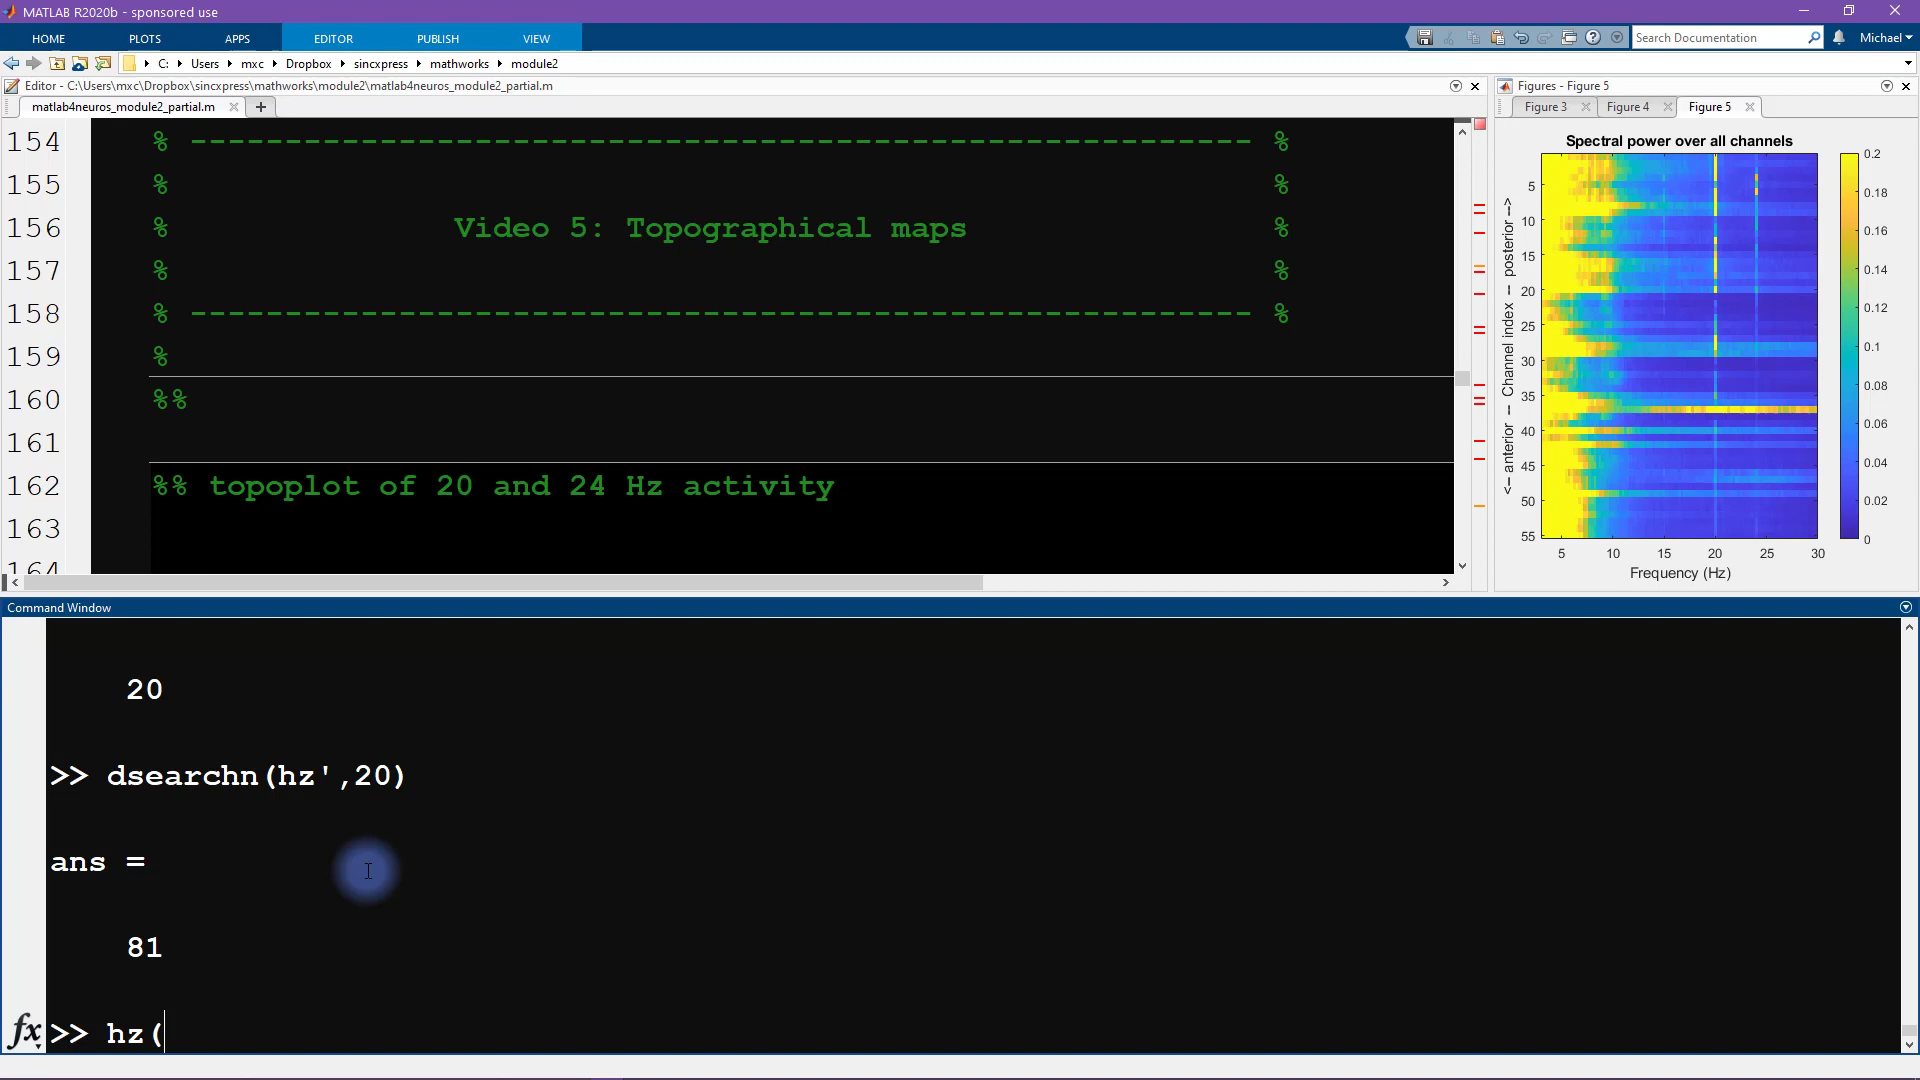 MATLAB R2020b - sponsored use
HOME PLOTS APPS EDITOR PUBLISH VIEW
Search Documentation
Michael
C: Users mxc Dropbox sincxpress mathworks module2
Editor - C:\Users\mxc\Dropbox\sincxpress\mathworks\module2\matlab4neuros_module2_partial.m
matlab4neuros_module2_partial.m
154 % -------------------------------------------------------- %
155 % %
156 % Video 5: Topographical maps %
157 % %
158 % -------------------------------------------------------- %
159 %
160 %%
161
162 %% topoplot of 20 and 24 Hz activity
163
164
Figures - Figure 5
Figure 3 Figure 4 Figure 5
Spectral power over all channels
<-- anterior -- Channel index -- posterior -->
5
10
15
20
25
30
35
40
45
50
55
5 10 15 20 25 30
Frequency (Hz)
0.2
0.18
0.16
0.14
0.12
0.1
0.08
0.06
0.04
0.02
0
Command Window
20
>> dsearchn(hz',20)
ans =
81
fx >> hz(